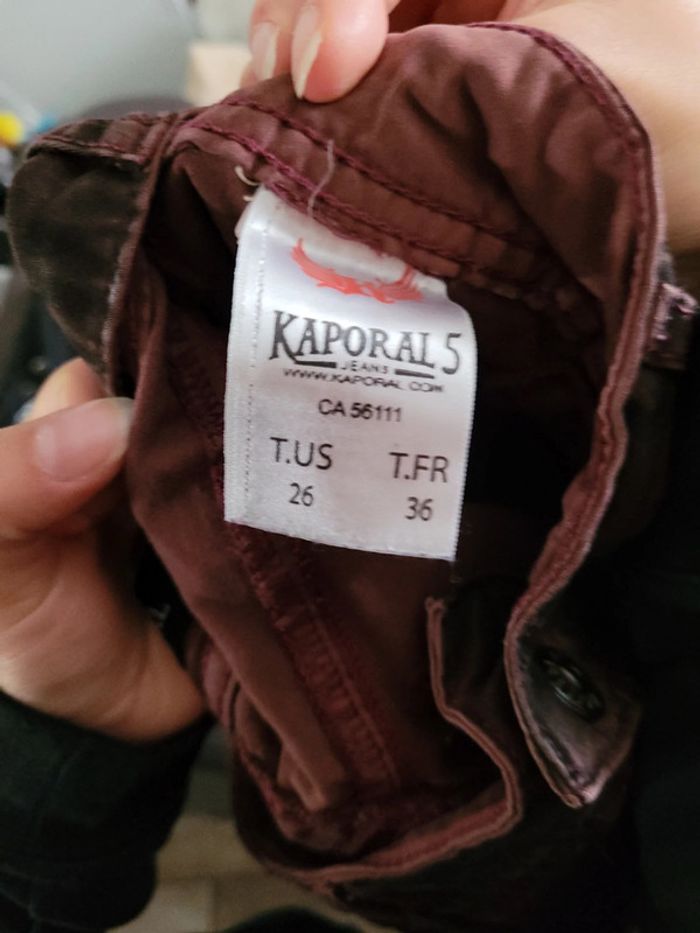 KAPORAL 5
JEANS
WWW.KAPORAL.COM
CA 56111
T.US T.FR
26 36